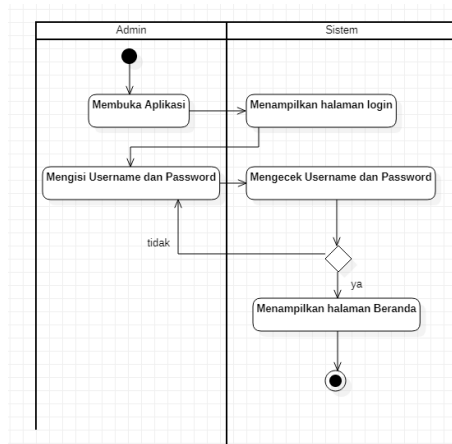 Admin
Sistem
Membuka Aplikasi
Menampilkan halaman login
Mengisi Username dan Password
Mengecek Username dan Password
tidak
ya
Menampilkan halaman Beranda